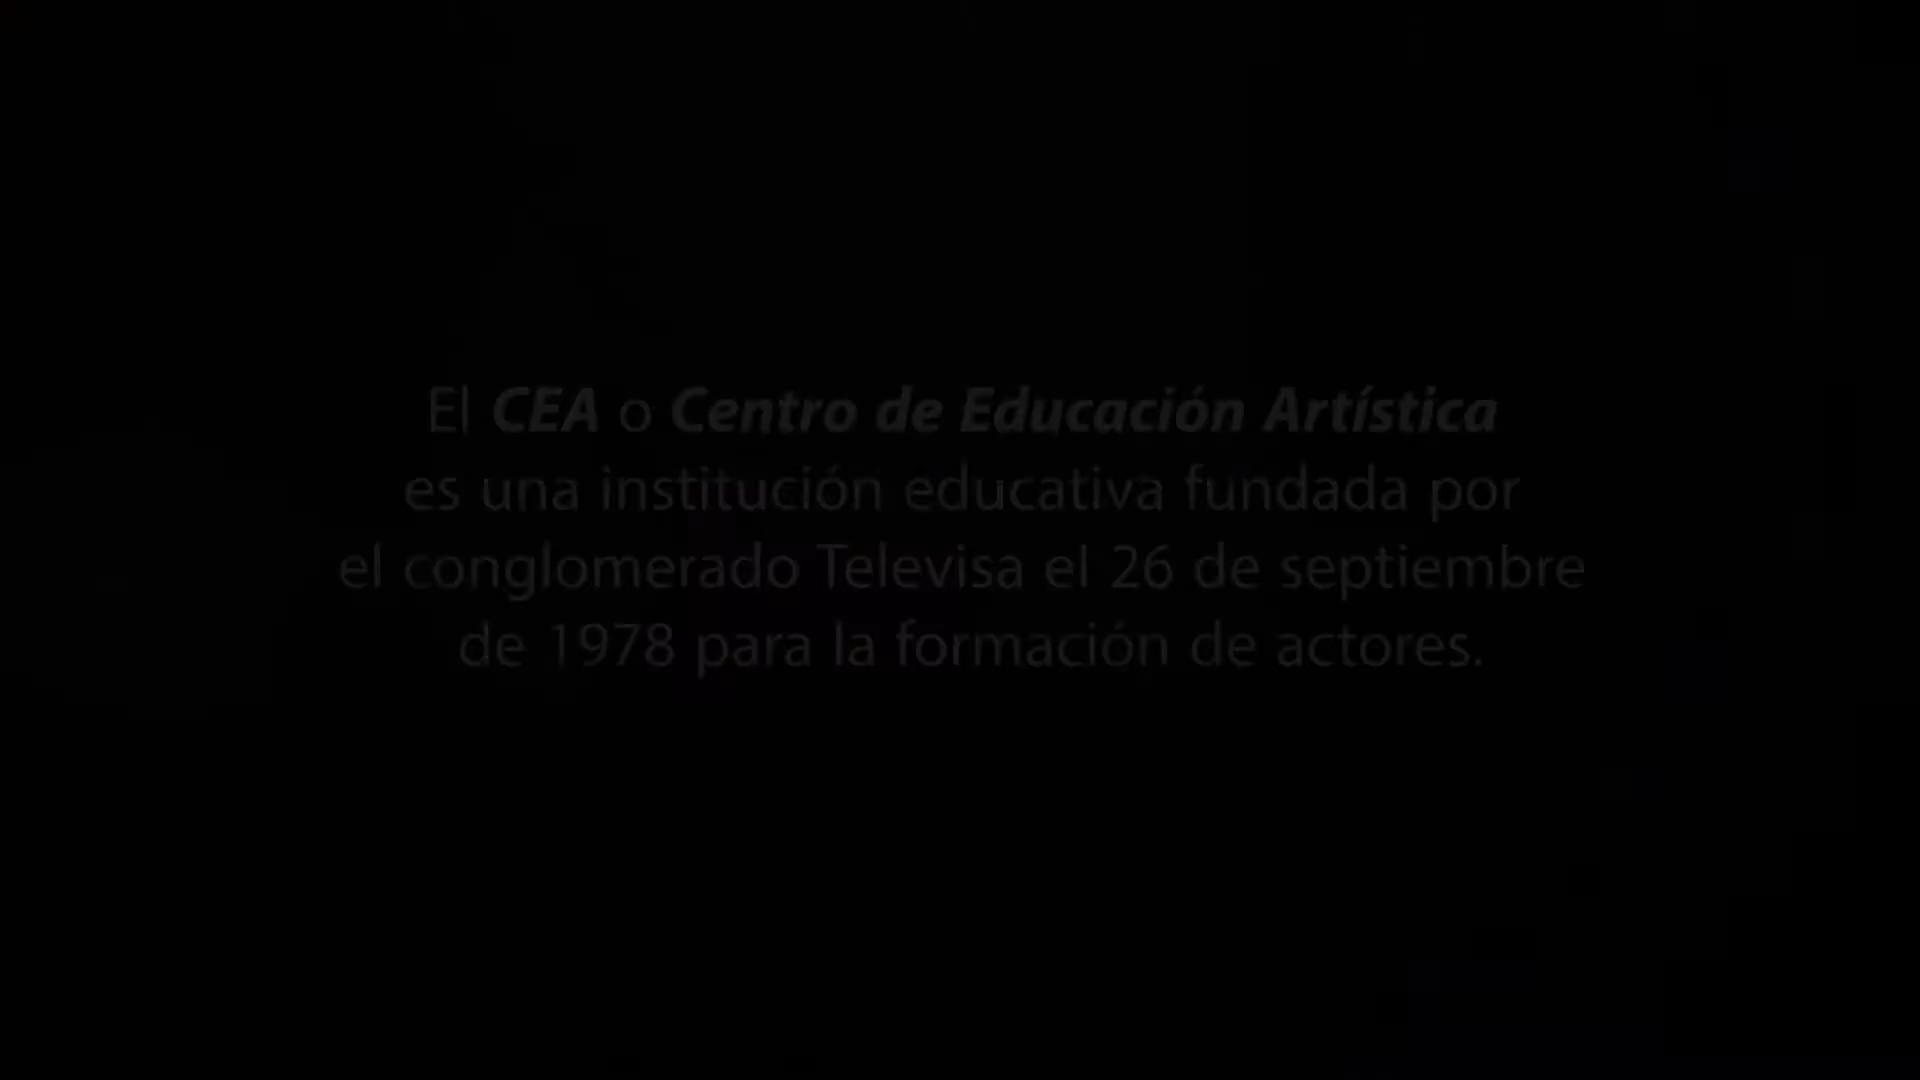 El CEA o Centro de Educación Artística
es una institución educativa fundada por
el conglomerado Televisa el 26 de septiembre
de 1978 para la formación de actores.